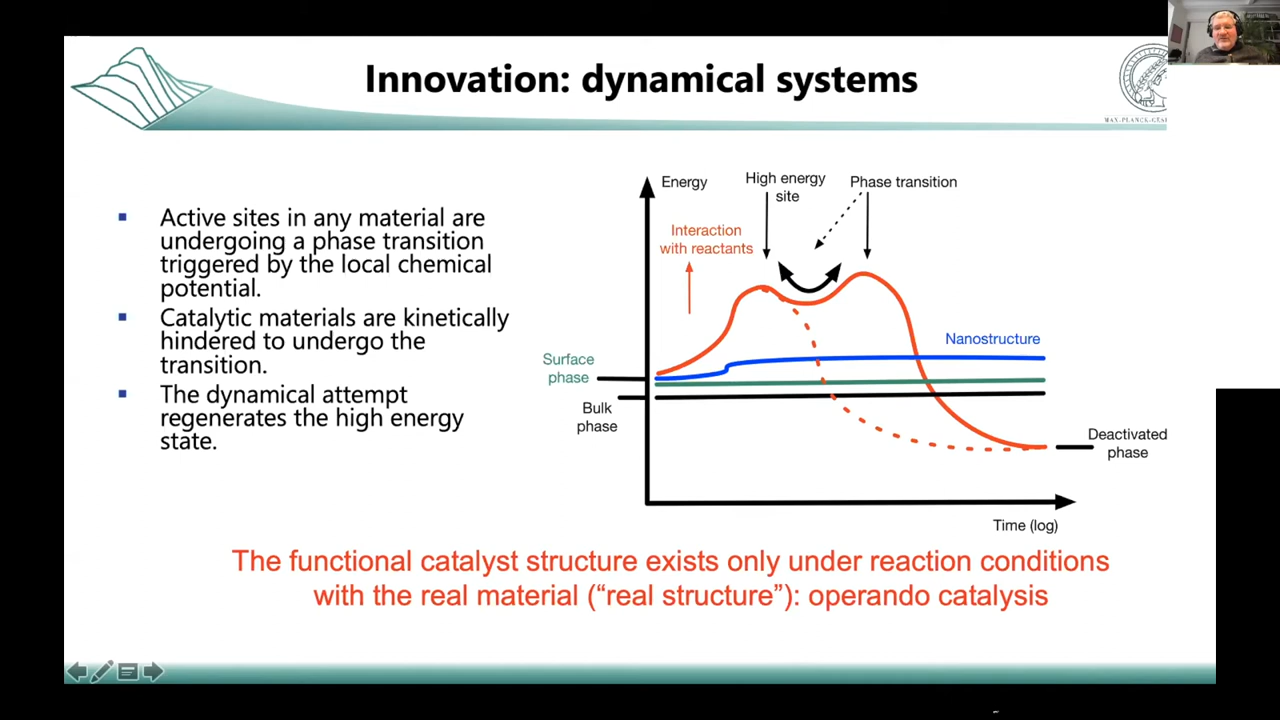 Innovation: dynamical systems
MAX-PLANCK-GES
Active sites in any material are
undergoing a phase transition
triggered by the local chemical
potential.
Catalytic materials are kinetically
hindered to undergo the
transition.
The dynamical attempt
regenerates the high energy
state.
Energy
High energy
site
Phase transition
Interaction
with reactants
Nanostructure
Surface
phase
Bulk
phase
Deactivated
phase
Time (log)
The functional catalyst structure exists only under reaction conditions
with the real material (“real structure”): operando catalysis